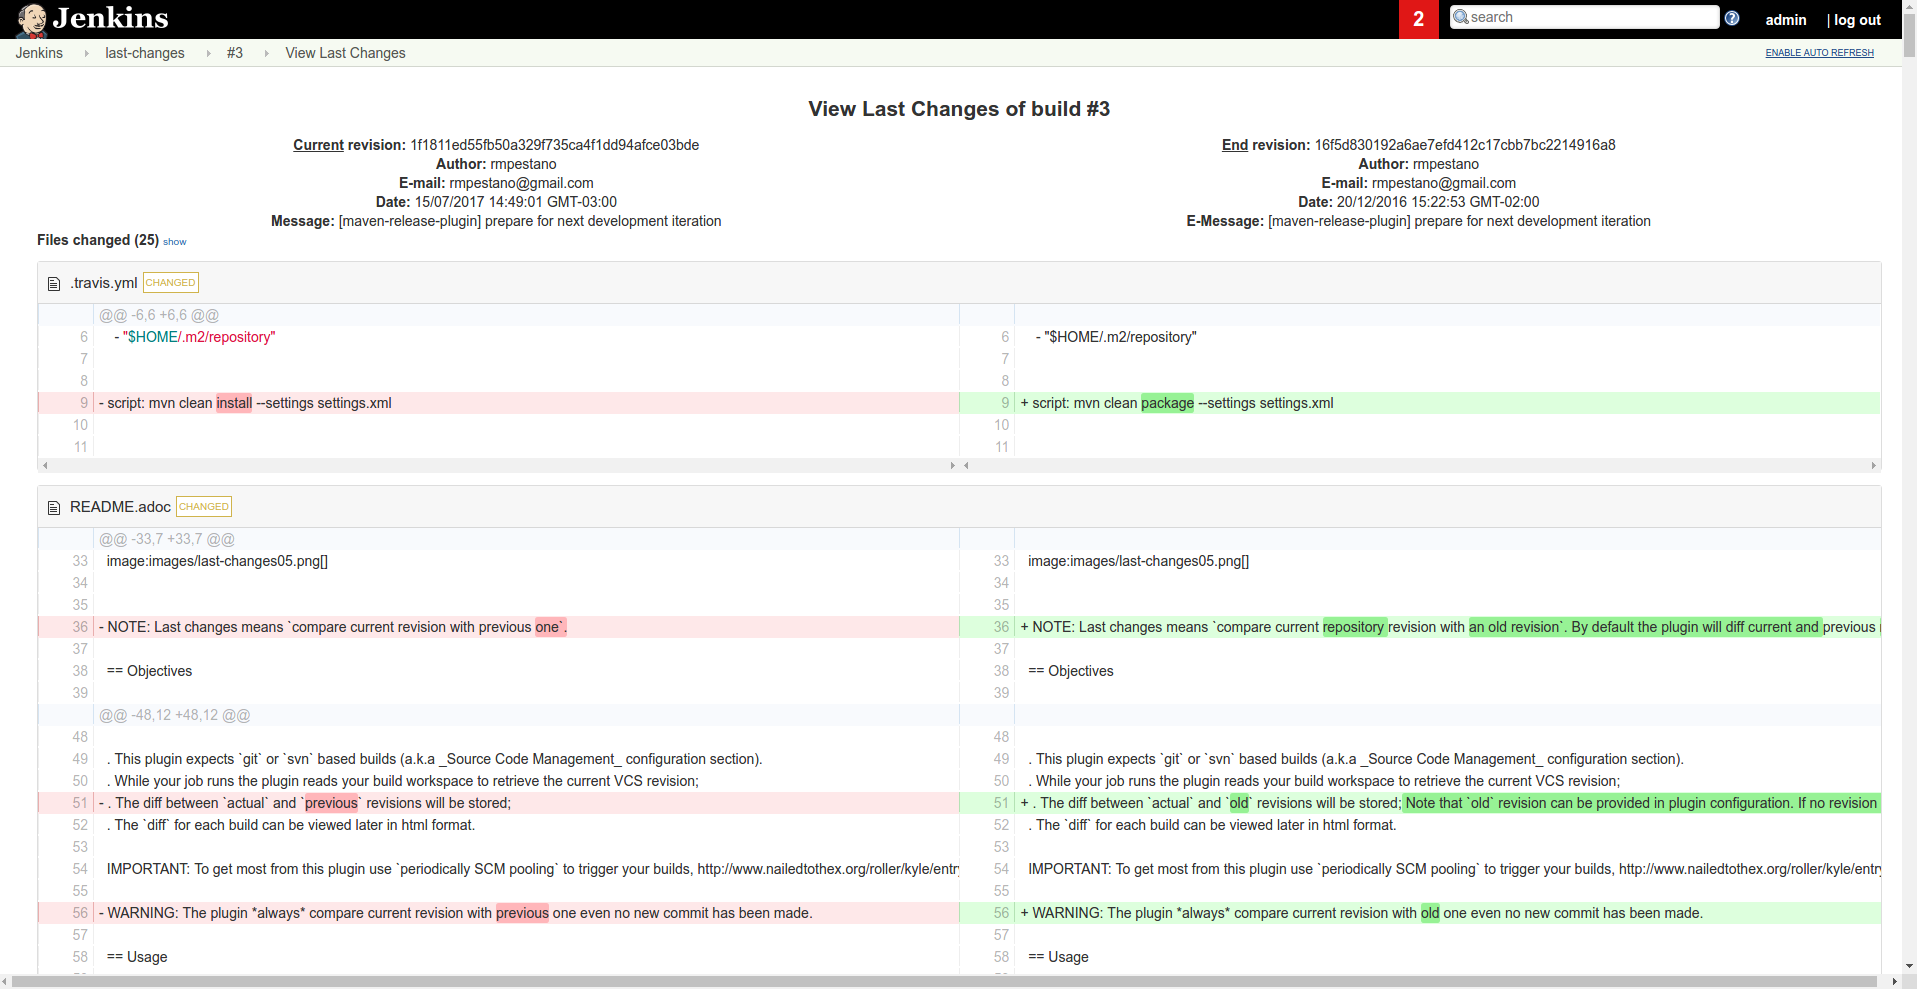 Jenkins
2
search
?
admin
| log out
Jenkins
last-changes
#3
View Last Changes
ENABLE AUTO REFRESH
View Last Changes of build #3
Current revision: 1f1811ed55fb50a329f735ca4f1dd94afce03bde
Author: rmpestano
E-mail: rmpestano@gmail.com
Date: 15/07/2017 14:49:01 GMT-03:00
Message: [maven-release-plugin] prepare for next development iteration
End revision: 16f5d830192a6ae7efd412c17cbb7bc2214916a8
Author: rmpestano
E-mail: rmpestano@gmail.com
Date: 20/12/2016 15:22:53 GMT-02:00
E-Message: [maven-release-plugin] prepare for next development iteration
Files changed (25) show
.travis.yml CHANGED
@@ -6,6 +6,6 @@
6 - "$HOME/.m2/repository"
7
8
9 - script: mvn clean install --settings settings.xml
10
11
6 - "$HOME/.m2/repository"
7
8
9 + script: mvn clean package --settings settings.xml
10
11
README.adoc CHANGED
@@ -33,7 +33,7 @@
33 image:images/last-changes05.png[]
34
35
36 - NOTE: Last changes means `compare current revision with previous one`.
37
38 == Objectives
39
@@ -48,12 +48,12 @@
48
49 . This plugin expects `git` or `svn` based builds (a.k.a _Source Code Management_ configuration section).
50 . While your job runs the plugin reads your build workspace to retrieve the current VCS revision;
51 - . The diff between `actual` and `previous` revisions will be stored;
52 . The `diff` for each build can be viewed later in html format.
53
54 IMPORTANT: To get most from this plugin use `periodically SCM pooling` to trigger your builds, http://www.nailedtothex.org/roller/kyle/entry
55
56 - WARNING: The plugin *always* compare current revision with previous one even no new commit has been made.
57
58 == Usage
33 image:images/last-changes05.png[]
34
35
36 + NOTE: Last changes means `compare current repository revision with an old revision`. By default the plugin will diff current and previous
37
38 == Objectives
39
48
49 . This plugin expects `git` or `svn` based builds (a.k.a _Source Code Management_ configuration section).
50 . While your job runs the plugin reads your build workspace to retrieve the current VCS revision;
51 + . The diff between `actual` and `old` revisions will be stored; Note that `old` revision can be provided in plugin configuration. If no revision
52 . The `diff` for each build can be viewed later in html format.
53
54 IMPORTANT: To get most from this plugin use `periodically SCM pooling` to trigger your builds, http://www.nailedtothex.org/roller/kyle/entry
55
56 + WARNING: The plugin *always* compare current revision with old one even no new commit has been made.
57
58 == Usage